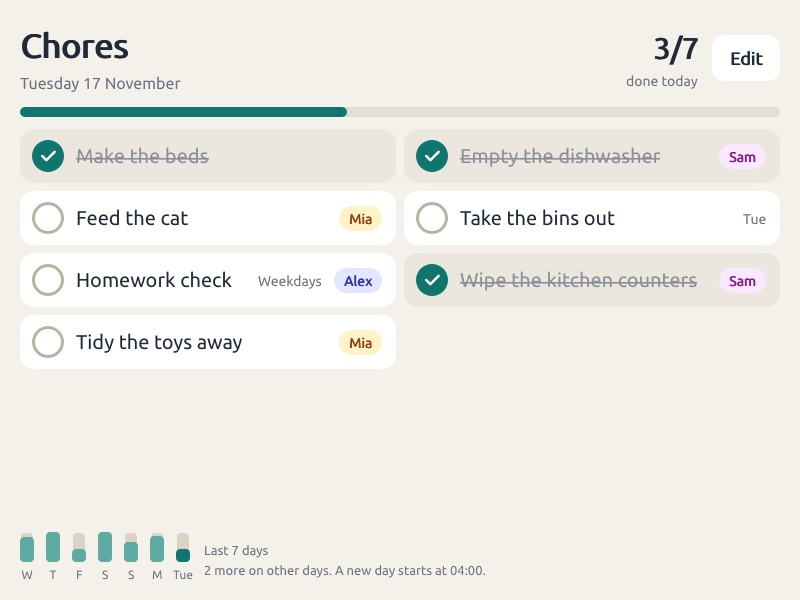 Chores
Tuesday 17 November
3/7
done today
Edit
Make the beds
Empty the dishwasher Sam
Feed the cat Mia
Take the bins out Tue
Homework check Weekdays Alex
Wipe the kitchen counters Sam
Tidy the toys away Mia
W T F S S M Tue
Last 7 days
2 more on other days. A new day starts at 04:00.